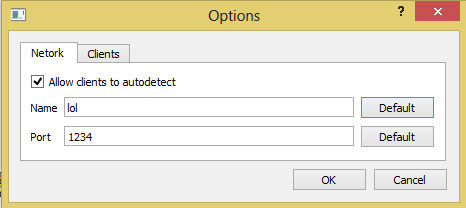 Options
?
Netork Clients
Allow clients to autodetect
Name lol Default
Port 1234 Default
OK Cancel